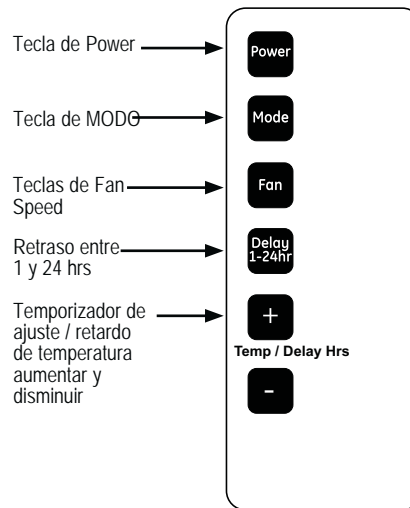 Tecla de Power
Power
Tecla de MODO
Mode
Teclas de Fan
Speed
Fan
Retraso entre
1 y 24 hrs
Delay
1-24hr
Temporizador de
ajuste / retardo
de temperatura
aumentar y
disminuir
+
Temp / Delay Hrs
-